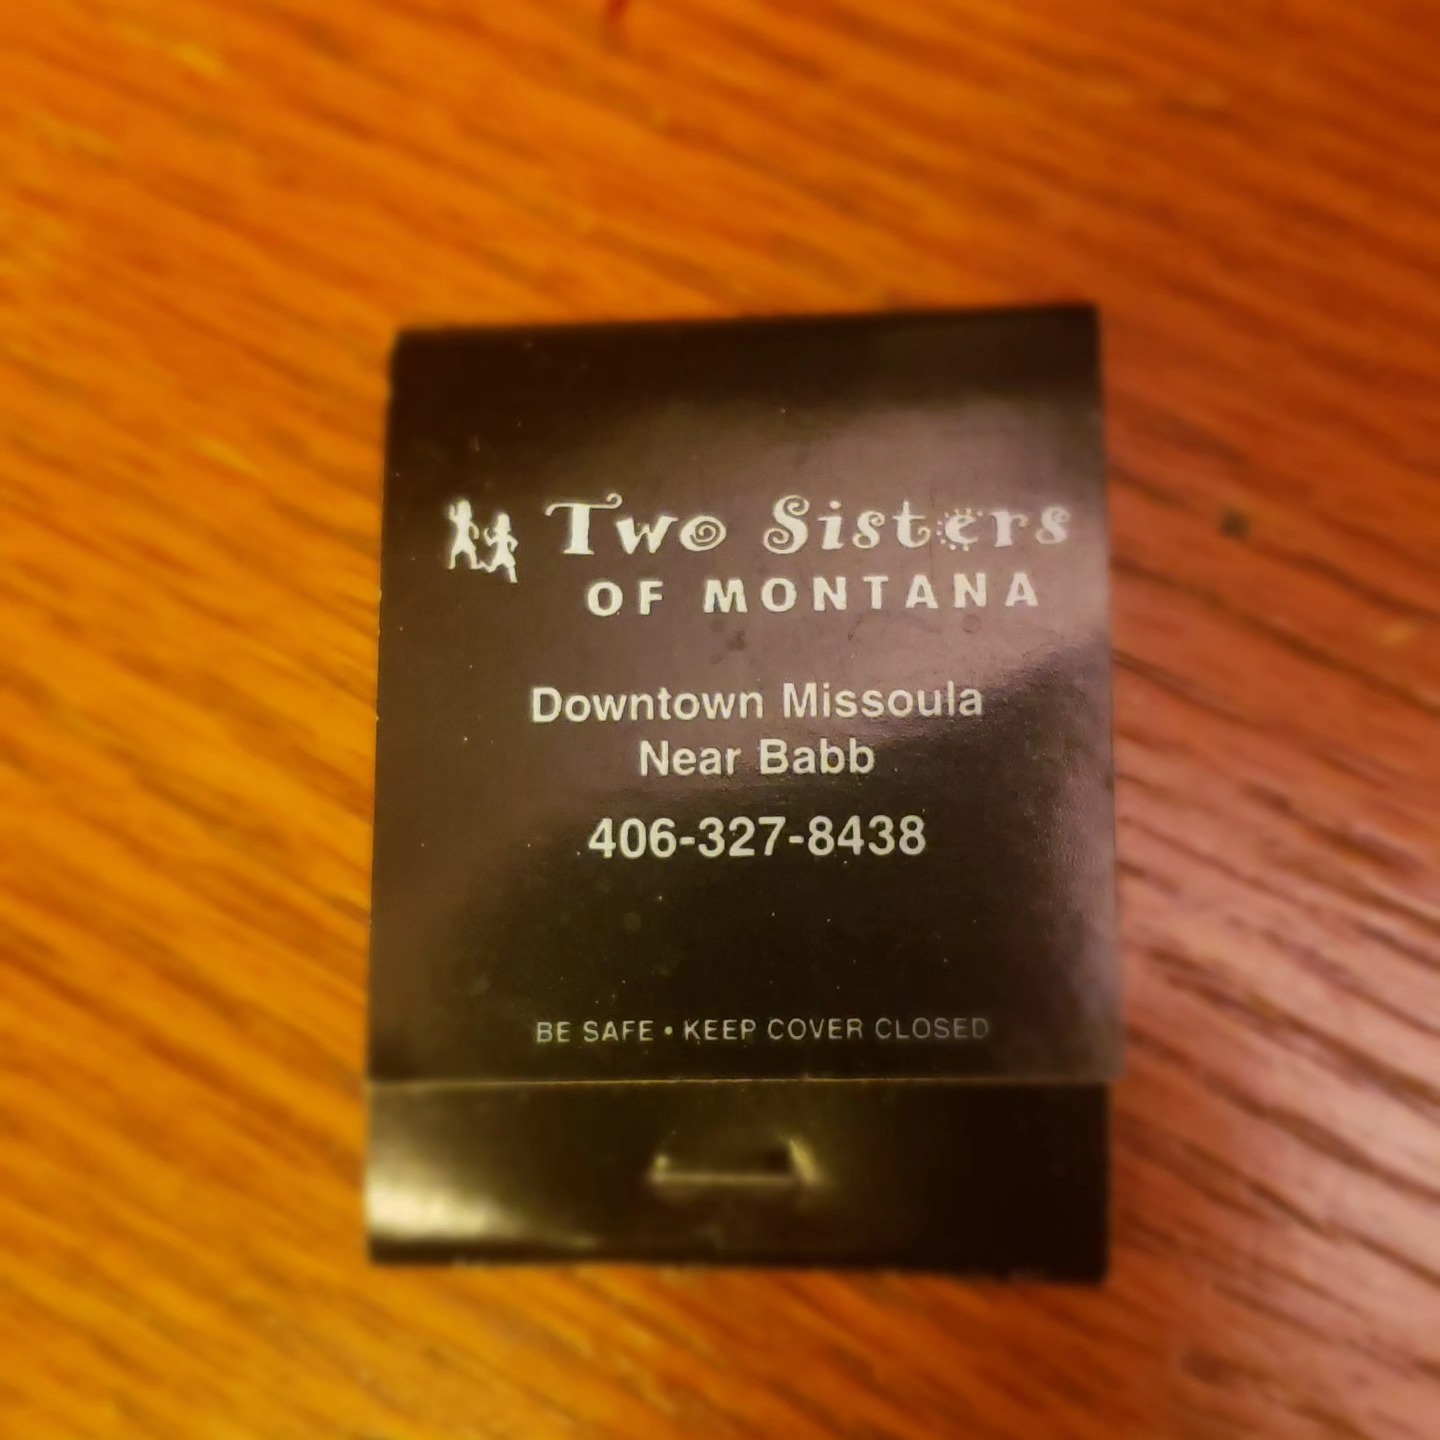 Two Sisters
OF MONTANA
Downtown Missoula
Near Babb
406-327-8438
BE SAFE • KEEP COVER CLOSED